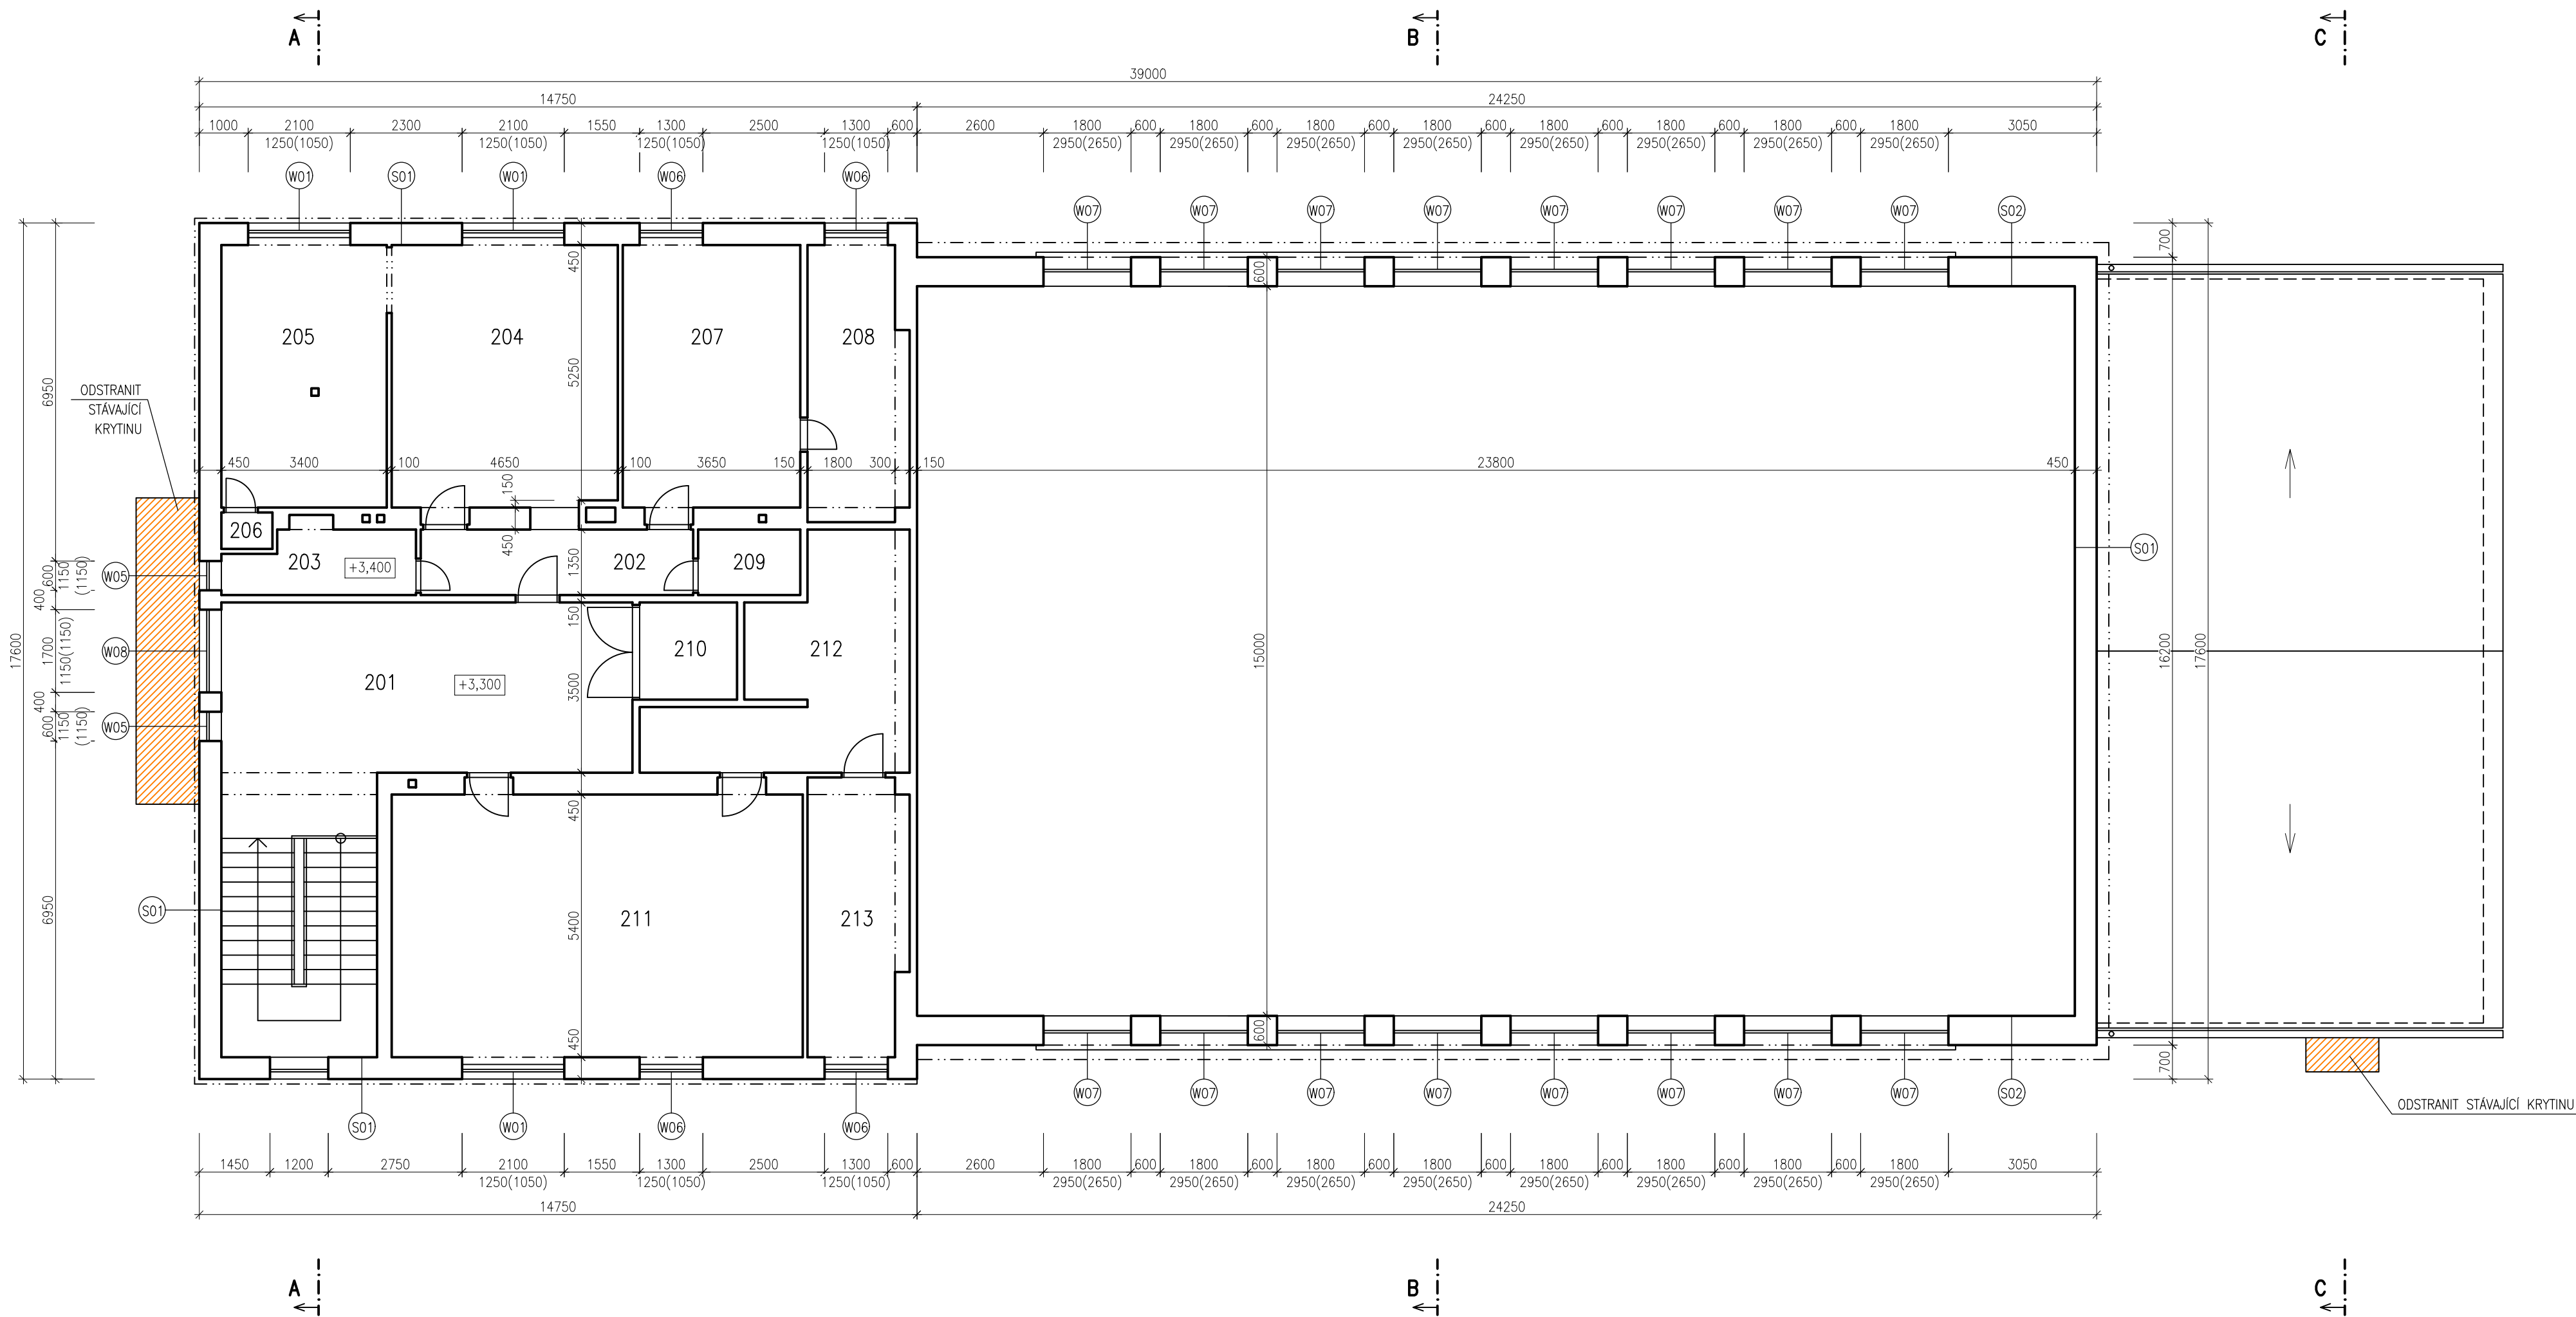 A B C
39000
14750 24250
1000 2100 2300 2100 1550 1300 2500 1300 600 2600 1800 600 1800 600 1800 600 1800 600 1800 600 1800 600 1800 600 1800 3050
1250(1050) 1250(1050) 1250(1050) 1250(1050) 2950(2650) 2950(2650) 2950(2650) 2950(2650) 2950(2650) 2950(2650) 2950(2650) 2950(2650)
W01 S01 W01 W06 W06
W07 W07 W07 W07 W07 W07 W07 W07 S02
700
450 600
205 204 207 208
5250
6950
ODSTRANIT
STÁVAJÍCÍ
KRYTINU
450 3400 100 4650 100 3650 150 1800 300 150 23800 450
150
206
450
203 +3,400 1350 202 209
S01
W05 600 1150
(1150)
400
150
17600 W08 1700 1150(1150)
201 +3,300 3500 210 212 15000 16200 17600
400
W05 600 1150
(1150)
450
6950
S01
211 213
5400
450 600
700
W07 W07 W07 W07 W07 W07 W07 W07 S02
ODSTRANIT STÁVAJÍCÍ KRYTINU
S01 W01 W06 W06
1450 1200 2750 2100 1550 1300 2500 1300 600 2600 1800 600 1800 600 1800 600 1800 600 1800 600 1800 600 1800 600 1800 3050
1250(1050) 1250(1050) 1250(1050) 2950(2650) 2950(2650) 2950(2650) 2950(2650) 2950(2650) 2950(2650) 2950(2650) 2950(2650)
14750 24250
A B C